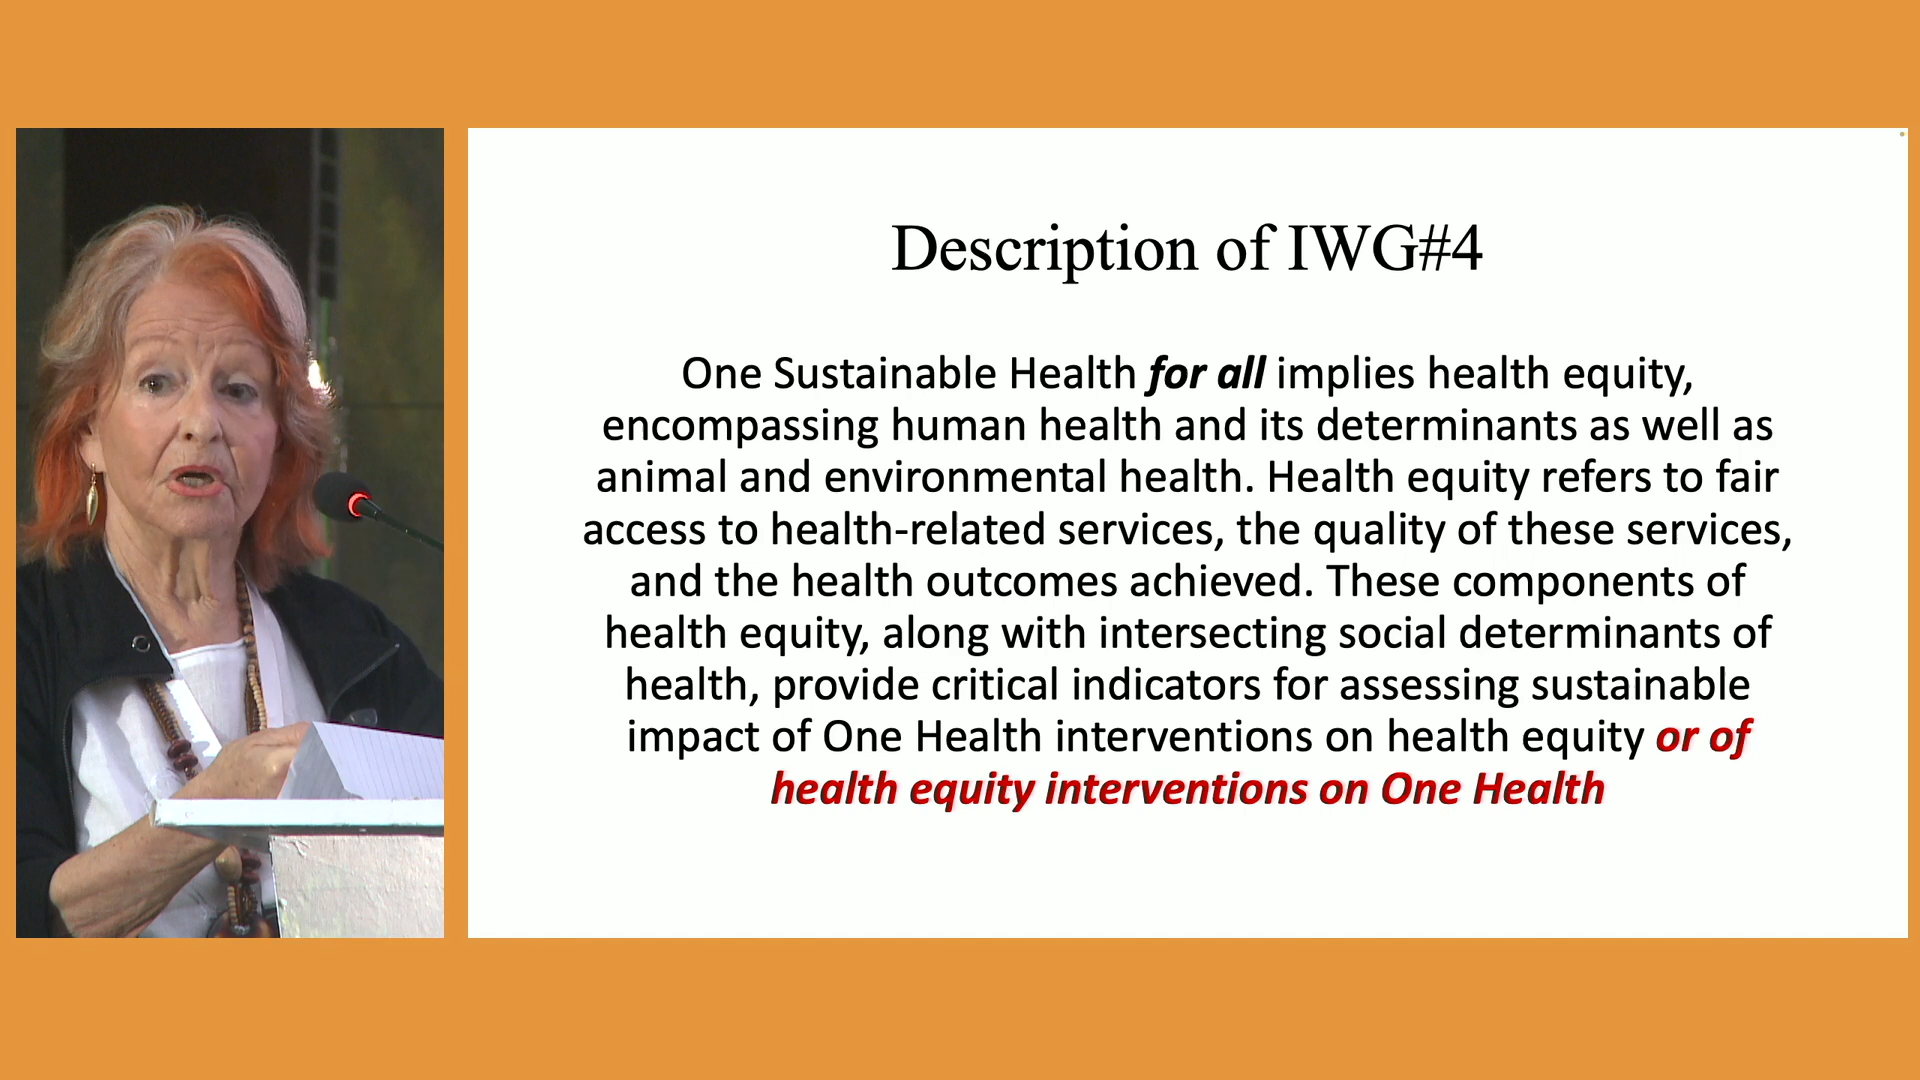 Description of IWG#4
One Sustainable Health for all implies health equity,
encompassing human health and its determinants as well as
animal and environmental health. Health equity refers to fair
access to health-related services, the quality of these services,
and the health outcomes achieved. These components of
health equity, along with intersecting social determinants of
health, provide critical indicators for assessing sustainable
impact of One Health interventions on health equity or of
health equity interventions on One Health